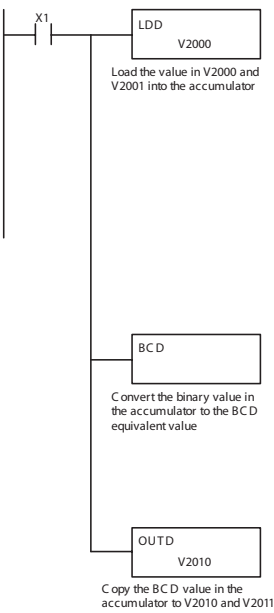 X1
LDD
V2000
Load the value in V2000 and
V2001 into the accumulator
BCD
Convert the binary value in
the accumulator to the BCD
equivalent value
OUTD
V2010
Copy the BCD value in the
accumulator to V2010 and V2011